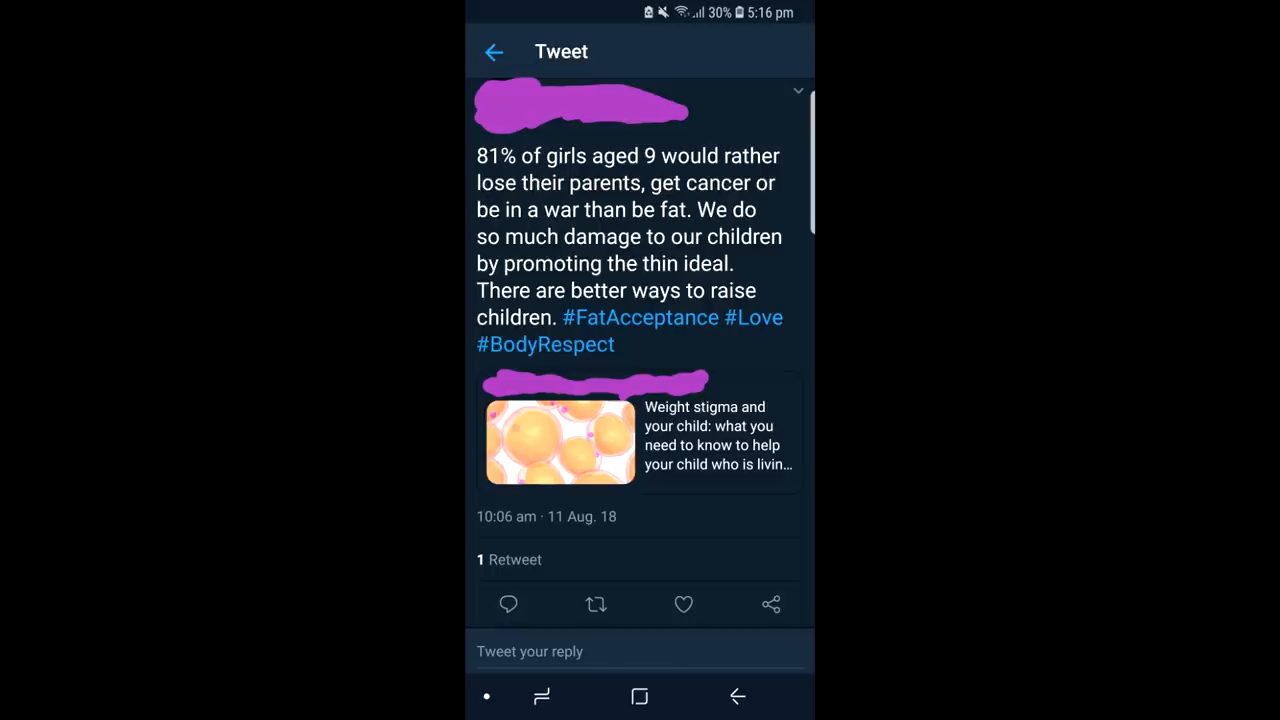 30% 5:16 pm
Tweet
81% of girls aged 9 would rather
lose their parents, get cancer or
be in a war than be fat. We do
so much damage to our children
by promoting the thin ideal.
There are better ways to raise
children. #FatAcceptance #Love
#BodyRespect
Weight stigma and
your child: what you
need to know to help
your child who is livin...
10:06 am · 11 Aug. 18
1 Retweet
Tweet your reply